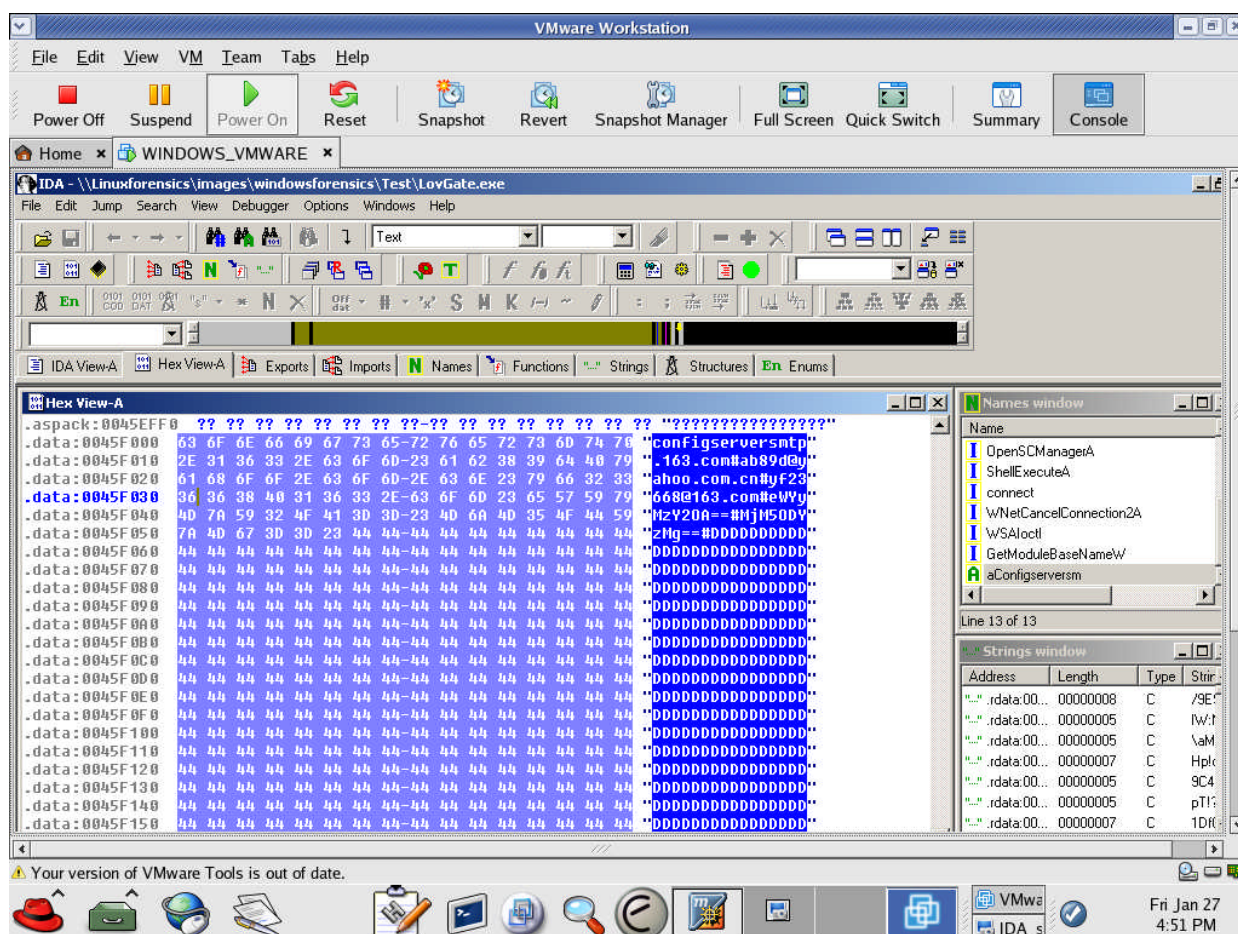 VMware Workstation
File Edit View VM Team Tabs Help
Power Off Suspend Power On Reset Snapshot Revert Snapshot Manager Full Screen Quick Switch Summary Console
Home WINDOWS_VMWARE
IDA - \\Linuxforensics\images\windowsforensics\Test\LovGate.exe
File Edit Jump Search View Debugger Options Windows Help
Text
En
IDA View-A Hex View-A Exports Imports N Names Functions Strings Structures En Enums
Hex View-A
.aspack:0045EFF0 ?? ?? ?? ?? ?? ?? ?? ??-?? ?? ?? ?? ?? ?? ?? ?? "????????????????"
.data:0045F000 63 6F 6E 66 69 67 73 65-72 76 65 72 73 6D 74 70 "configserversmtp"
.data:0045F010 2E 31 36 33 2E 63 6F 6D-23 61 62 38 39 64 40 79 ".163.com#ab89d@y"
.data:0045F020 61 68 6F 6F 2E 63 6F 6D-2E 63 6E 23 79 66 32 33 "ahoo.com.cn#yf23"
.data:0045F030 36 36 38 40 31 36 33 2E-63 6F 6D 23 65 57 59 79 "668@163.com#eWYy"
.data:0045F040 4D 7A 59 32 4F 41 3D 3D-23 4D 6A 4D 35 4F 44 59 "MzY2OA==#MjM5ODY"
.data:0045F050 7A 4D 67 3D 3D 23 44 44-44 44 44 44 44 44 44 44 "zMg==#DDDDDDDDDD"
.data:0045F060 44 44 44 44 44 44 44 44-44 44 44 44 44 44 44 44 "DDDDDDDDDDDDDDDD"
.data:0045F070 44 44 44 44 44 44 44 44-44 44 44 44 44 44 44 44 "DDDDDDDDDDDDDDDD"
.data:0045F080 44 44 44 44 44 44 44 44-44 44 44 44 44 44 44 44 "DDDDDDDDDDDDDDDD"
.data:0045F090 44 44 44 44 44 44 44 44-44 44 44 44 44 44 44 44 "DDDDDDDDDDDDDDDD"
.data:0045F0A0 44 44 44 44 44 44 44 44-44 44 44 44 44 44 44 44 "DDDDDDDDDDDDDDDD"
.data:0045F0B0 44 44 44 44 44 44 44 44-44 44 44 44 44 44 44 44 "DDDDDDDDDDDDDDDD"
.data:0045F0C0 44 44 44 44 44 44 44 44-44 44 44 44 44 44 44 44 "DDDDDDDDDDDDDDDD"
.data:0045F0D0 44 44 44 44 44 44 44 44-44 44 44 44 44 44 44 44 "DDDDDDDDDDDDDDDD"
.data:0045F0E0 44 44 44 44 44 44 44 44-44 44 44 44 44 44 44 44 "DDDDDDDDDDDDDDDD"
.data:0045F0F0 44 44 44 44 44 44 44 44-44 44 44 44 44 44 44 44 "DDDDDDDDDDDDDDDD"
.data:0045F100 44 44 44 44 44 44 44 44-44 44 44 44 44 44 44 44 "DDDDDDDDDDDDDDDD"
.data:0045F110 44 44 44 44 44 44 44 44-44 44 44 44 44 44 44 44 "DDDDDDDDDDDDDDDD"
.data:0045F120 44 44 44 44 44 44 44 44-44 44 44 44 44 44 44 44 "DDDDDDDDDDDDDDDD"
.data:0045F130 44 44 44 44 44 44 44 44-44 44 44 44 44 44 44 44 "DDDDDDDDDDDDDDDD"
.data:0045F140 44 44 44 44 44 44 44 44-44 44 44 44 44 44 44 44 "DDDDDDDDDDDDDDDD"
.data:0045F150 44 44 44 44 44 44 44 44-44 44 44 44 44 44 44 44 "DDDDDDDDDDDDDDDD"
Names window
Name
I OpenSCManagerA
I ShellExecuteA
I connect
I WNetCancelConnection2A
I WSAIoctl
I GetModuleBaseNameW
A aConfigserversm
Line 13 of 13
Strings window
Address Length Type Strin
.rdata:00... 00000008 C
.rdata:00... 00000005 C
.rdata:00... 00000005 C \aM
.rdata:00... 00000007 C
.rdata:00... 00000005 C 9C4
.rdata:00... 00000005 C
.rdata:00... 00000007 C
Your version of VMware Tools is out of date.
VMwa
IDA_s
Fri Jan 27
4:51 PM